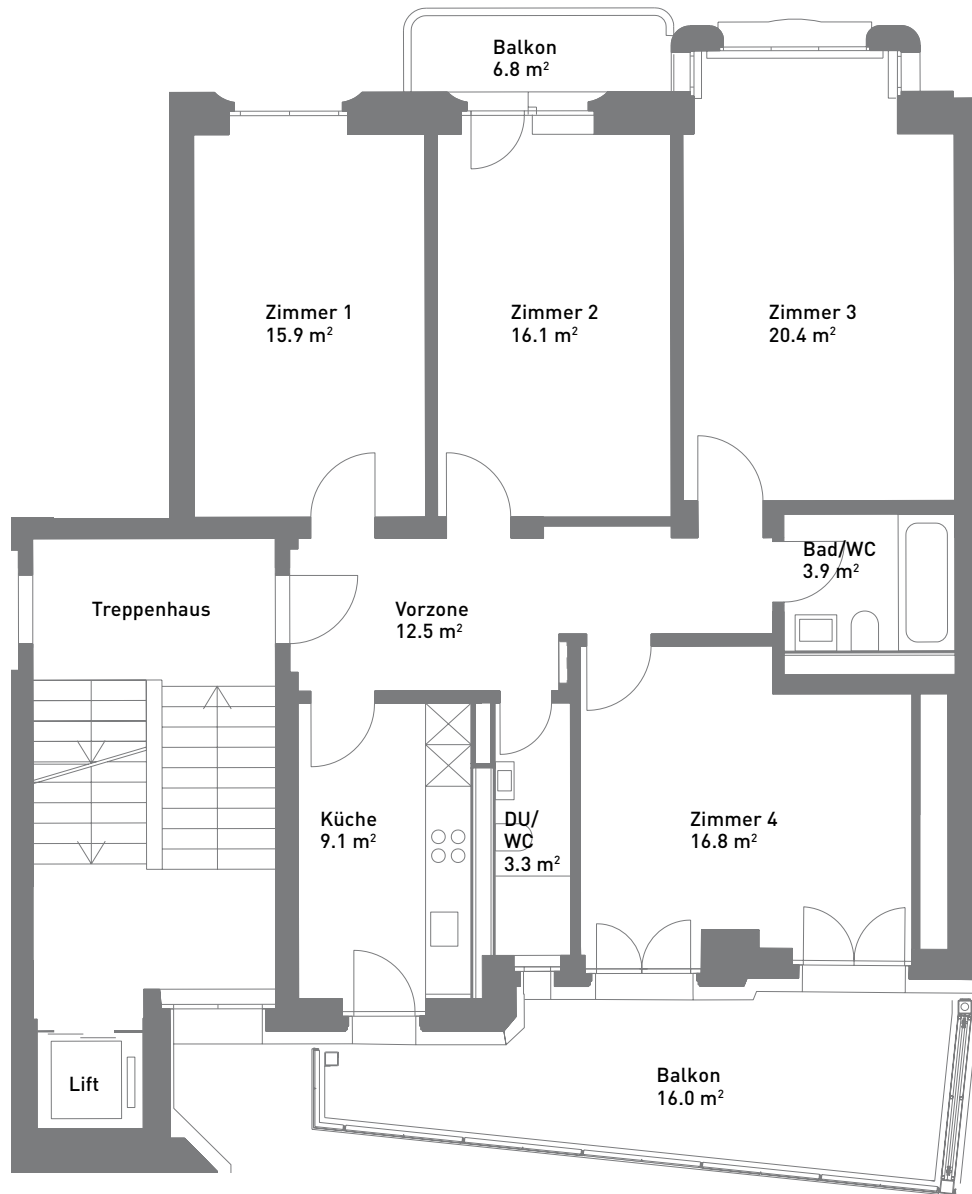 Balkon
6.8 m²
Zimmer 1
15.9 m²
Zimmer 2
16.1 m²
Zimmer 3
20.4 m²
Bad/WC
3.9 m²
Treppenhaus
Vorzone
12.5 m²
Küche
9.1 m²
DU/
WC
3.3 m²
Zimmer 4
16.8 m²
Lift
Balkon
16.0 m²